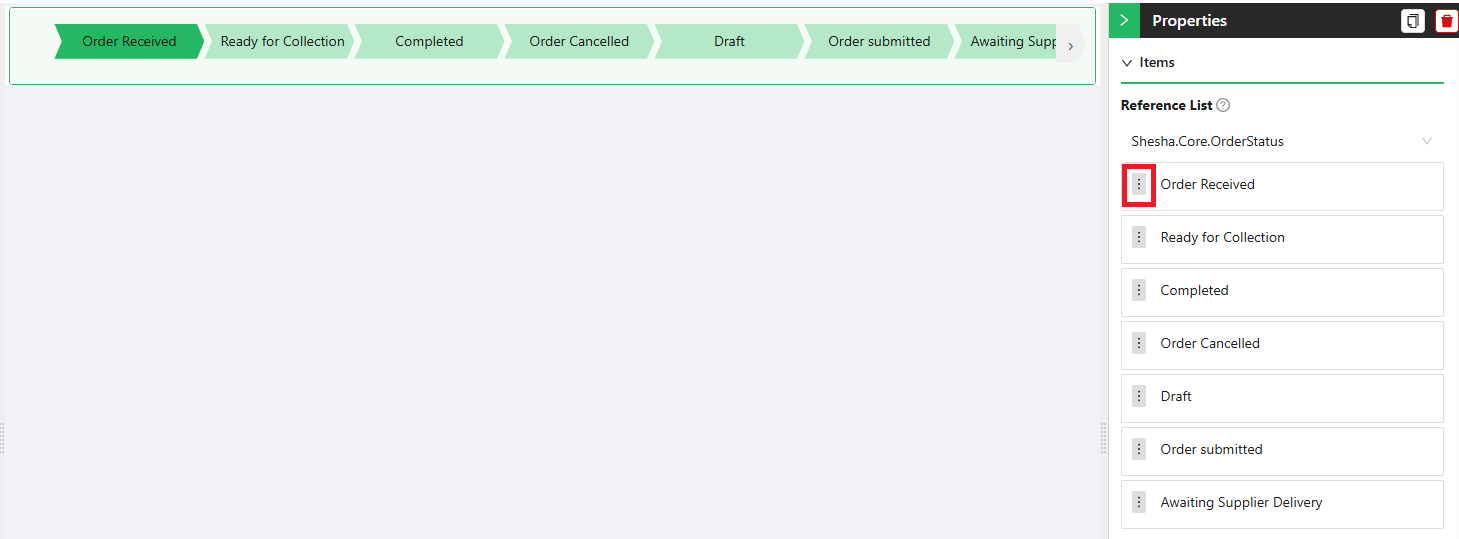 Order Received Ready for Collection Completed Order Cancelled Draft Order submitted Awaiting Supp
Properties
Items
Reference List
Shesha.Core.OrderStatus
Order Received
Ready for Collection
Completed
Order Cancelled
Draft
Order submitted
Awaiting Supplier Delivery